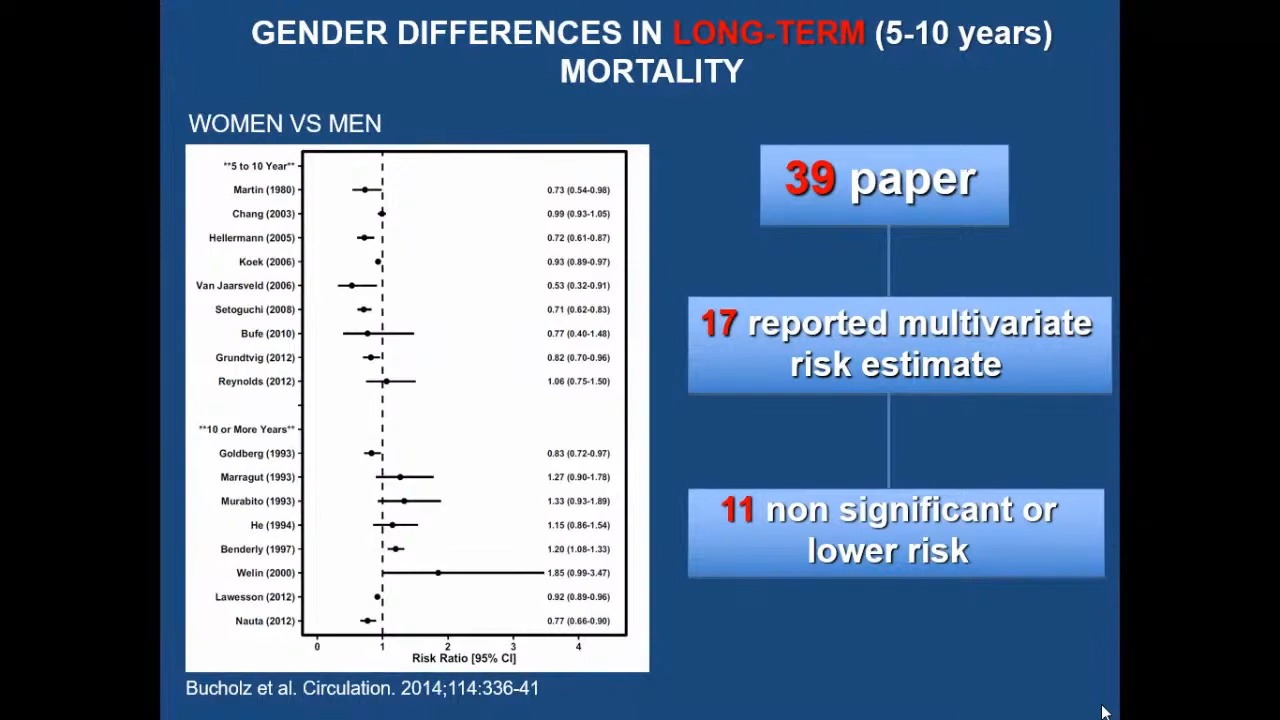 GENDER DIFFERENCES IN LONG-TERM (5-10 years)
MORTALITY
WOMEN VS MEN
**5 to 10 Year**
Martin (1980) 0.73 (0.54-0.98)
Chang (2003) 0.99 (0.93-1.05)
Hellermann (2005) 0.72 (0.61-0.87)
Koek (2006) 0.93 (0.89-0.97)
Van Jaarsveld (2006) 0.53 (0.32-0.91)
Setoguchi (2008) 0.71 (0.62-0.83)
Bufe (2010) 0.77 (0.40-1.48)
Grundtvig (2012) 0.82 (0.70-0.96)
Reynolds (2012) 1.06 (0.75-1.50)
**10 or More Years**
Goldberg (1993) 0.83 (0.72-0.97)
Marragut (1993) 1.27 (0.90-1.78)
Murabito (1993) 1.33 (0.93-1.89)
He (1994) 1.15 (0.86-1.54)
Benderly (1997) 1.20 (1.08-1.33)
Welin (2000) 1.85 (0.99-3.47)
Lawesson (2012) 0.92 (0.89-0.96)
Nauta (2012) 0.77 (0.66-0.90)
0 1 2 3 4
Risk Ratio [95% CI]
Bucholz et al. Circulation. 2014;114:336-41
39 paper
17 reported multivariate
risk estimate
11 non significant or
lower risk